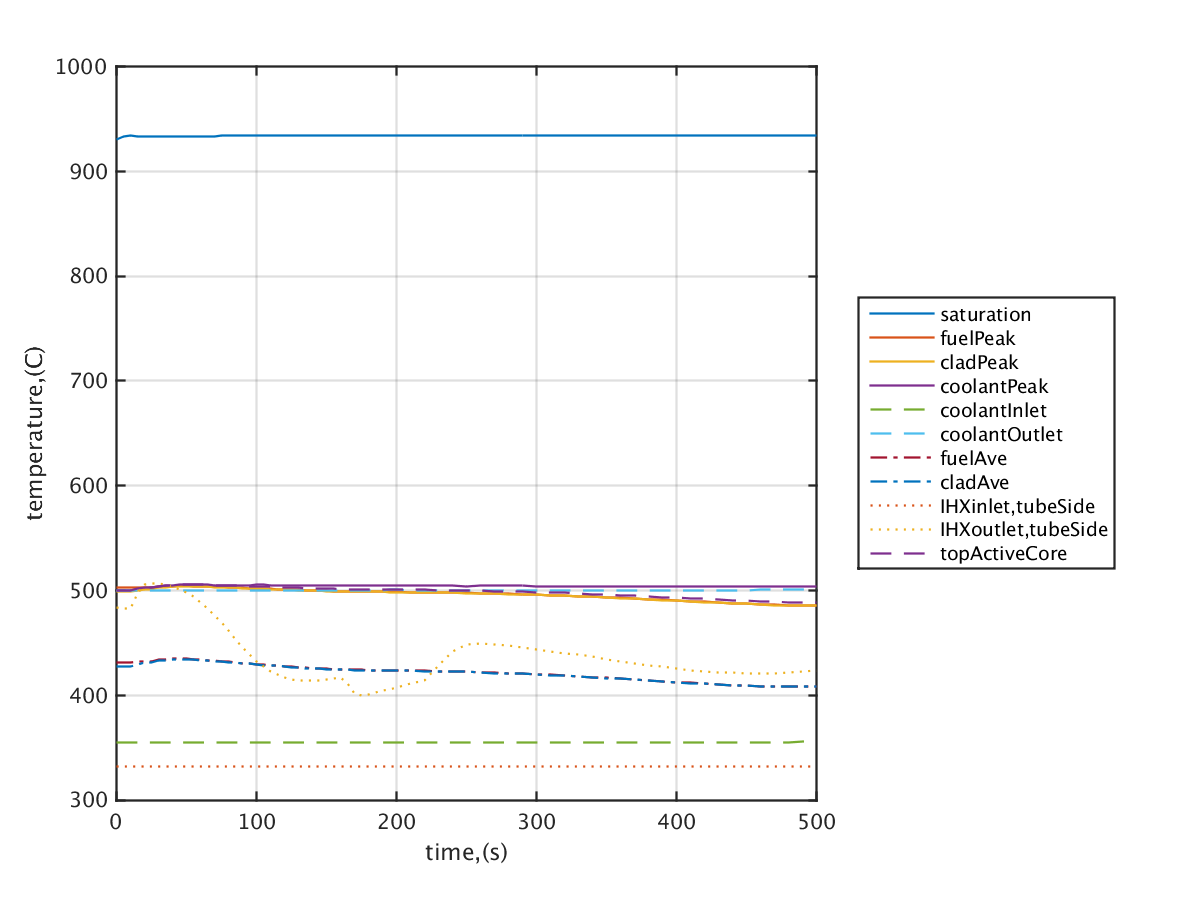 1000
900
800
700
600
500
400
300
temperature,(C)
0 100 200 300 400 500
time,(s)
saturation
fuelPeak
cladPeak
coolantPeak
coolantInlet
coolantOutlet
fuelAve
cladAve
IHXinlet,tubeSide
IHXoutlet,tubeSide
topActiveCore